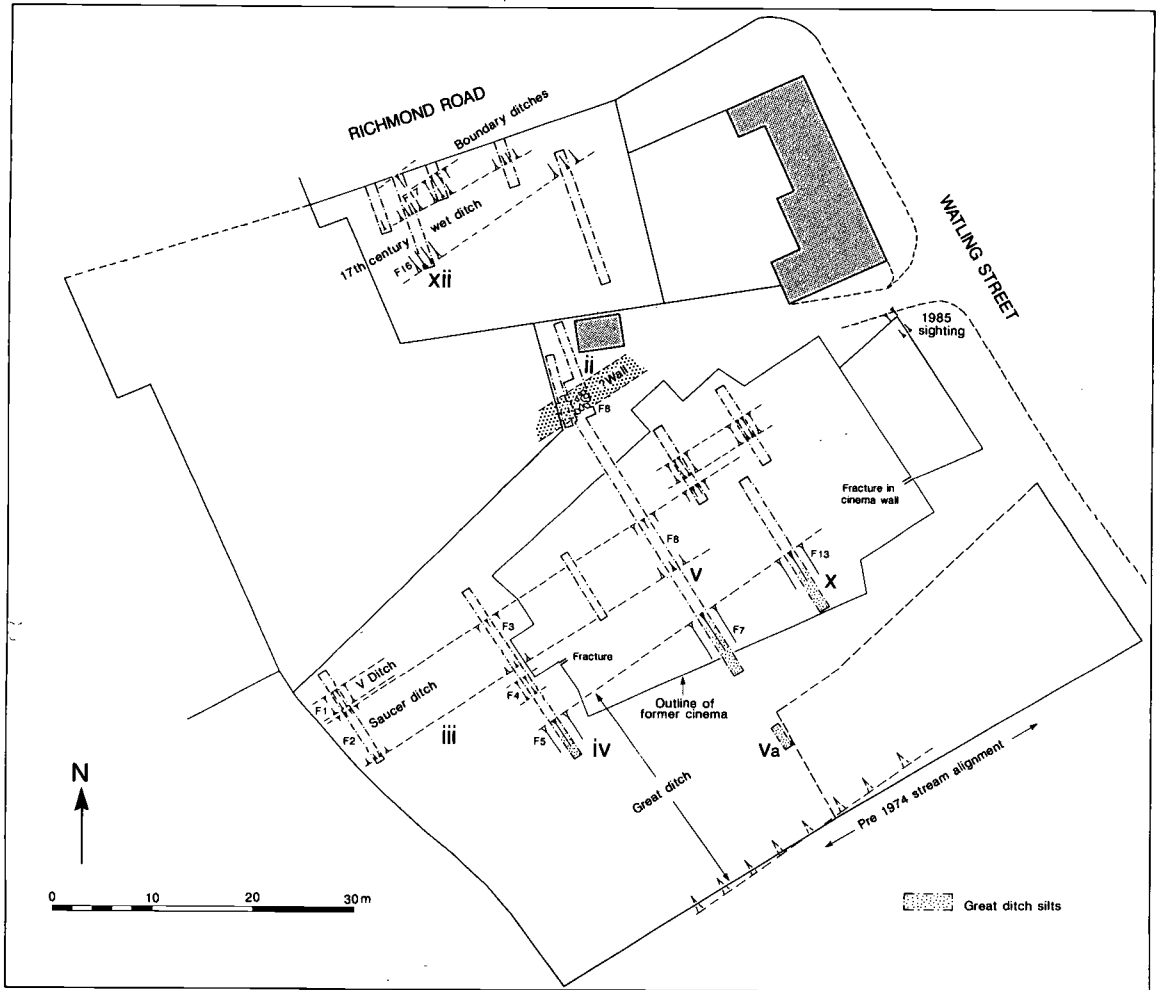 RICHMOND ROAD
Boundary ditches
F17
17th century wet ditch
F16
xii
WATLING STREET
1985
sighting
ii
?Wall
F8
Fracture in
cinema wall
F8
V
F13
X
F3
F7
V Ditch
Fracture
F1
Saucer ditch
F4
Outline of
former cinema
F2
iii
F5
iv
Va
Great ditch
N
Pre 1974 stream alignment
0 10 20 30m
Great ditch silts